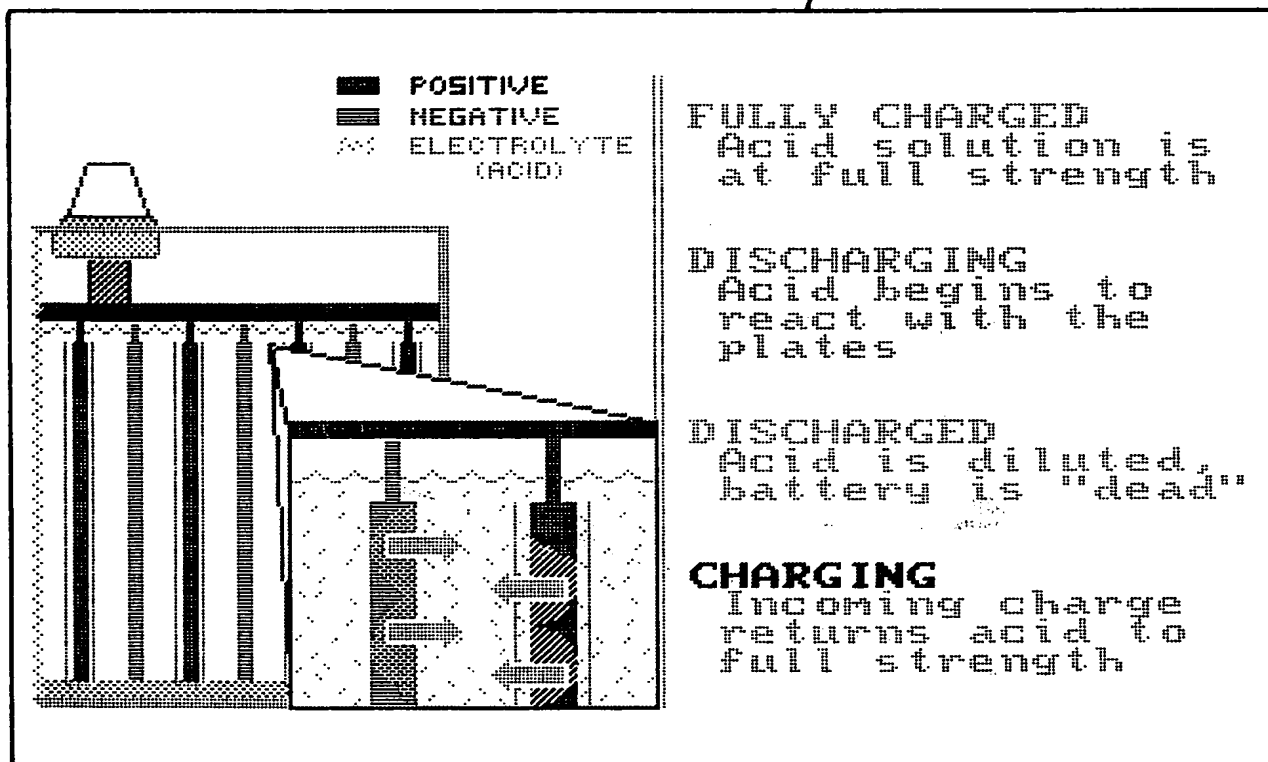 POSITIVE
NEGATIVE
ELECTROLYTE
(ACID)
FULLY CHARGED
Acid solution is
at full strength
DISCHARGING
Acid begins to
react with the
plates
DISCHARGED
Acid is diluted,
battery is "dead"
CHARGING
Incoming charge
returns acid to
full strength